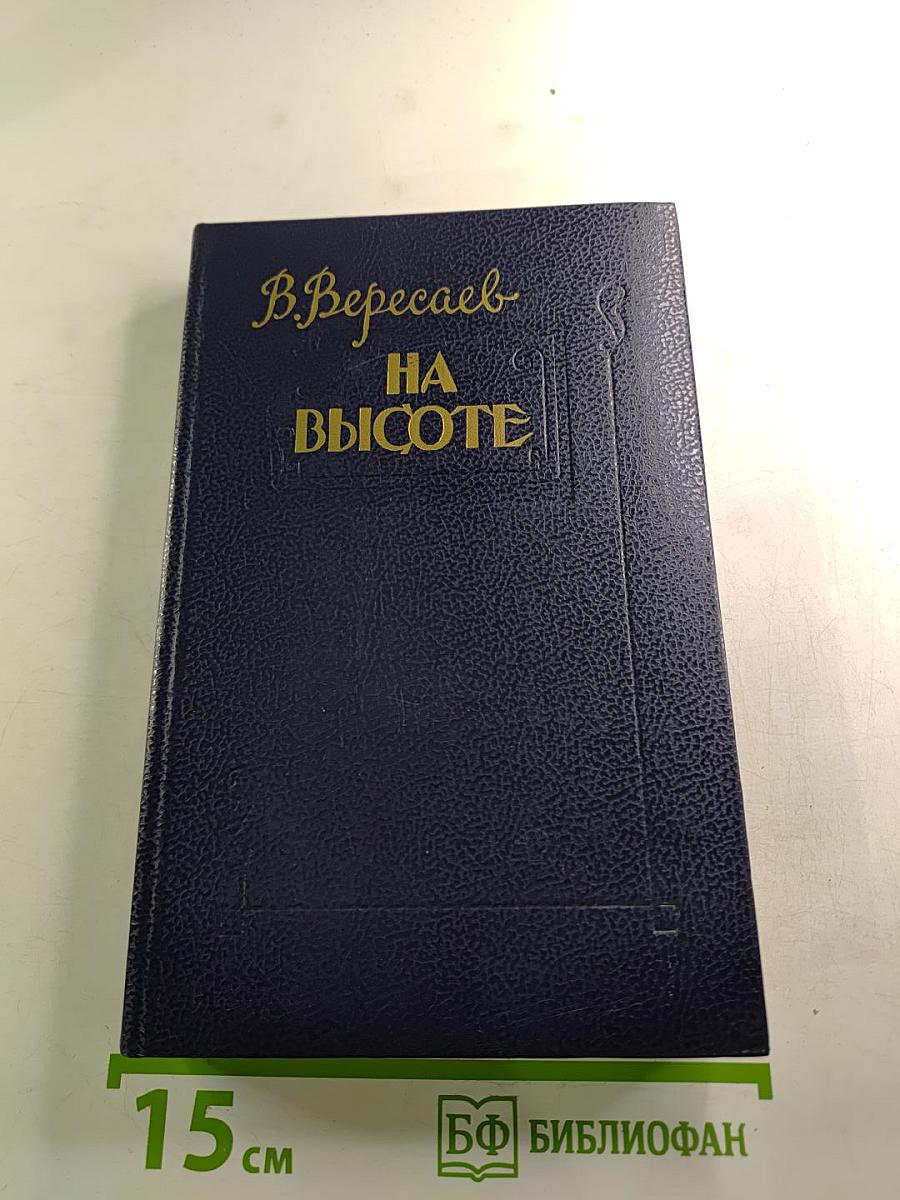 В. Вересаев
НА
ВЫСОТЕ
15 см
БФ БИБЛИОФАН